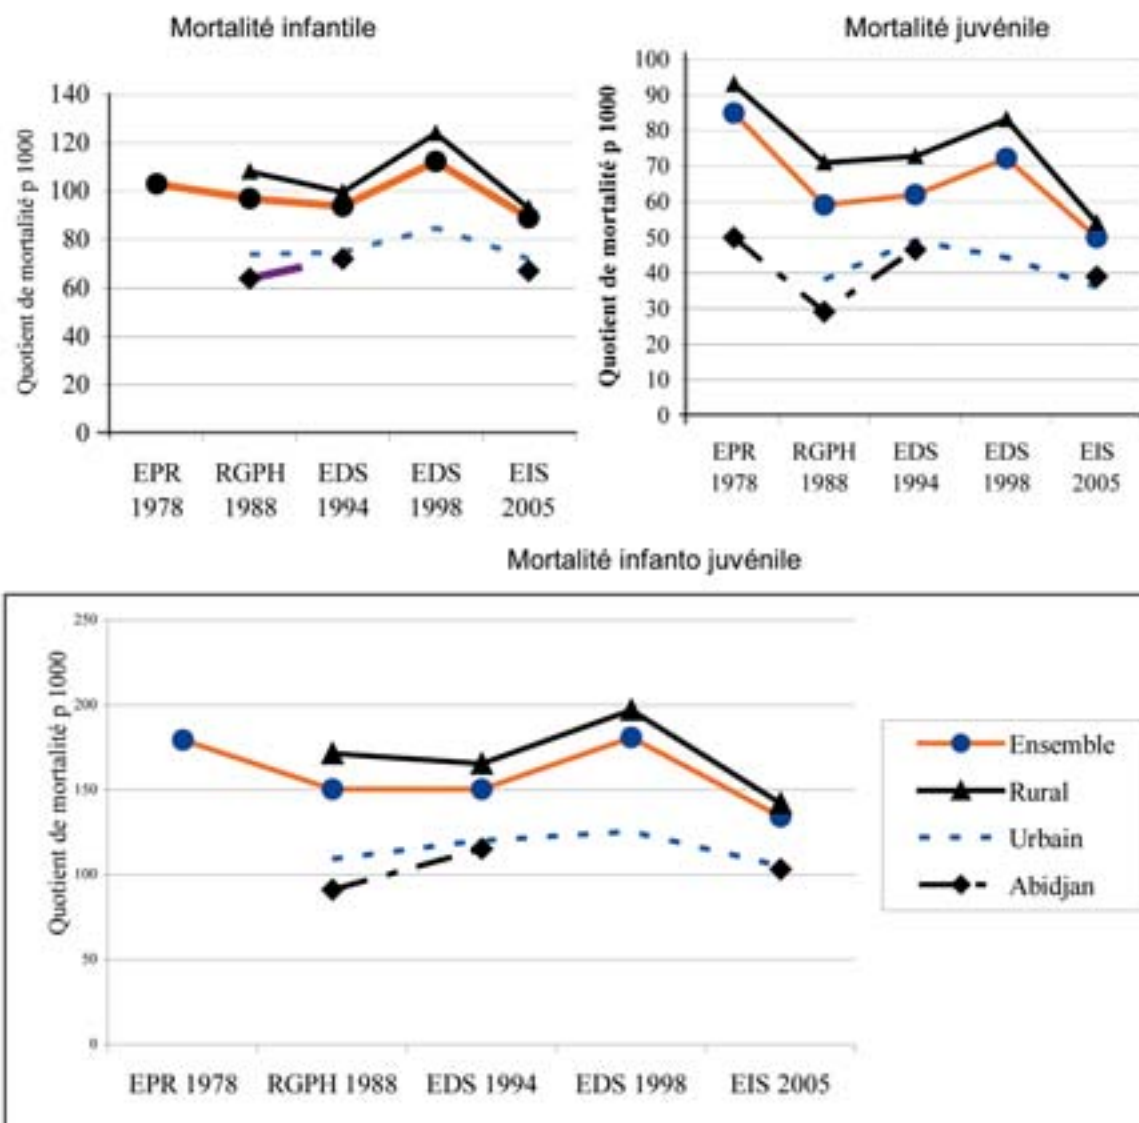 Mortalité infantile
Quotient de mortalité p 1000
140
120
100
80
60
40
20
0
EPR 1978
RGPH 1988
EDS 1994
EDS 1998
EIS 2005
Mortalité juvénile
Quotient de mortalité p 1000
100
90
80
70
60
50
40
30
20
10
0
EPR 1978
RGPH 1988
EDS 1994
EDS 1998
EIS 2005
Mortalité infanto juvénile
Quotient de mortalité p 1000
250
200
150
100
50
0
EPR 1978
RGPH 1988
EDS 1994
EDS 1998
EIS 2005
Ensemble
Rural
Urbain
Abidjan